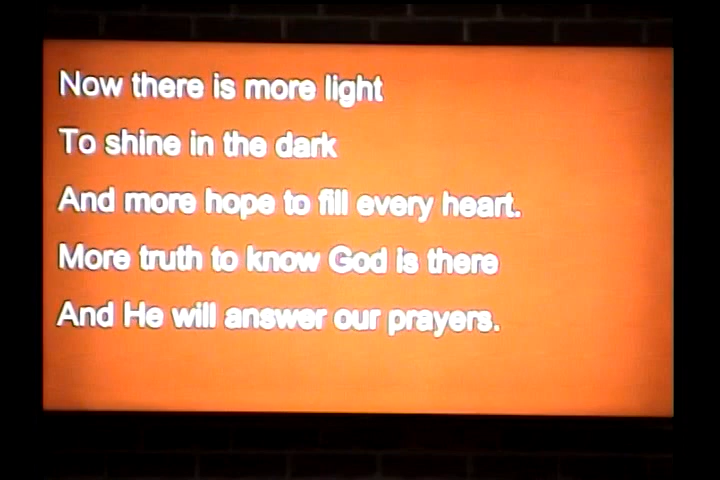 Now there is more light
To shine in the dark
And more hope to fill every heart.
More truth to know God is there
And He will answer our prayers.